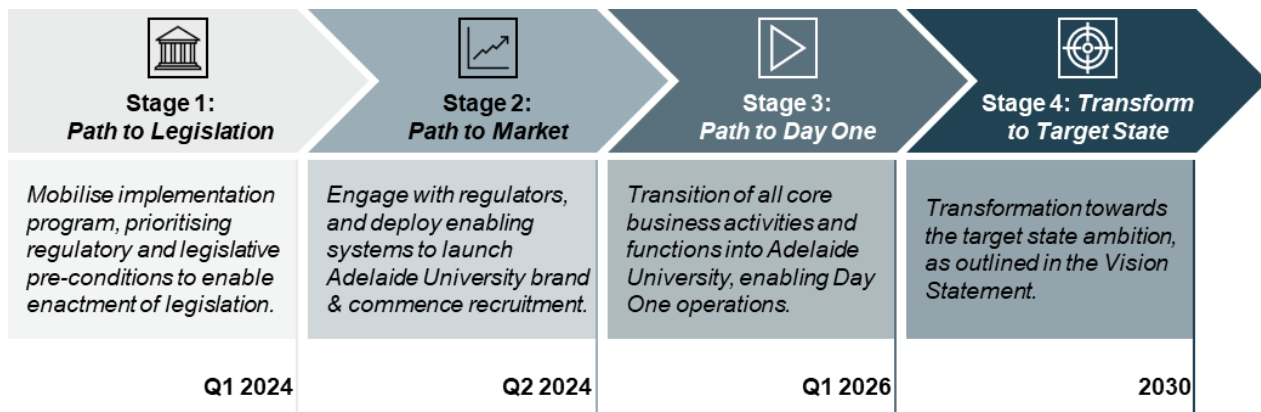 Stage 1:
Path to Legislation
Stage 2:
Path to Market
Stage 3:
Path to Day One
Stage 4: Transform
to Target State
Mobilise implementation
program, prioritising
regulatory and legislative
pre-conditions to enable
enactment of legislation.
Engage with regulators,
and deploy enabling
systems to launch
Adelaide University brand
& commence recruitment.
Transition of all core
business activities and
functions into Adelaide
University, enabling Day
One operations.
Transformation towards
the target state ambition,
as outlined in the Vision
Statement.
Q1 2024
Q2 2024
Q1 2026
2030